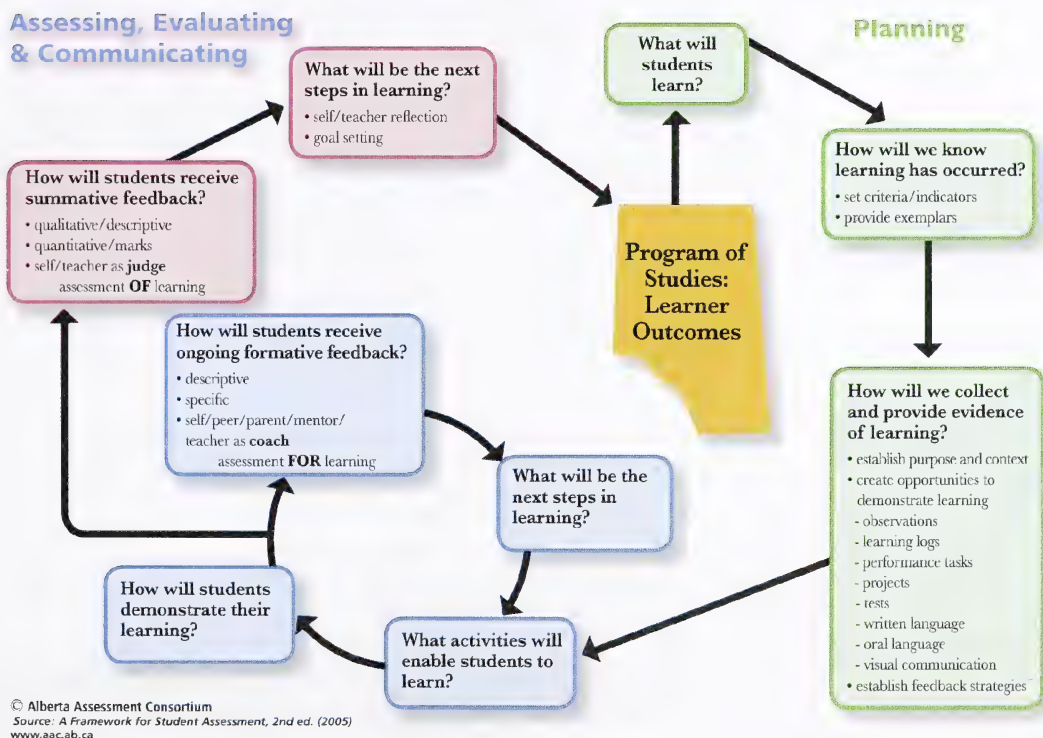 Assessing, Evaluating
& Communicating
Planning
What will
students
learn?
How will we know
learning has occurred?
• set criteria/indicators
• provide exemplars
How will we collect
and provide evidence
of learning?
• establish purpose and context
• create opportunities to
demonstrate learning
- observations
- learning logs
- performance tasks
- projects
- tests
- written language
- oral language
- visual communication
• establish feedback strategies
Program of
Studies:
Learner
Outcomes
What will be the next
steps in learning?
• self/teacher reflection
• goal setting
How will students receive
summative feedback?
• qualitative/descriptive
• quantitative/marks
• self/teacher as judge
assessment OF learning
How will students receive
ongoing formative feedback?
• descriptive
• specific
• self/peer/parent/mentor/
teacher as coach
assessment FOR learning
What will be the
next steps in
learning?
How will students
demonstrate their
learning?
What activities will
enable students to
learn?
© Alberta Assessment Consortium
Source: A Framework for Student Assessment, 2nd ed. (2005)
www.aac.ab.ca